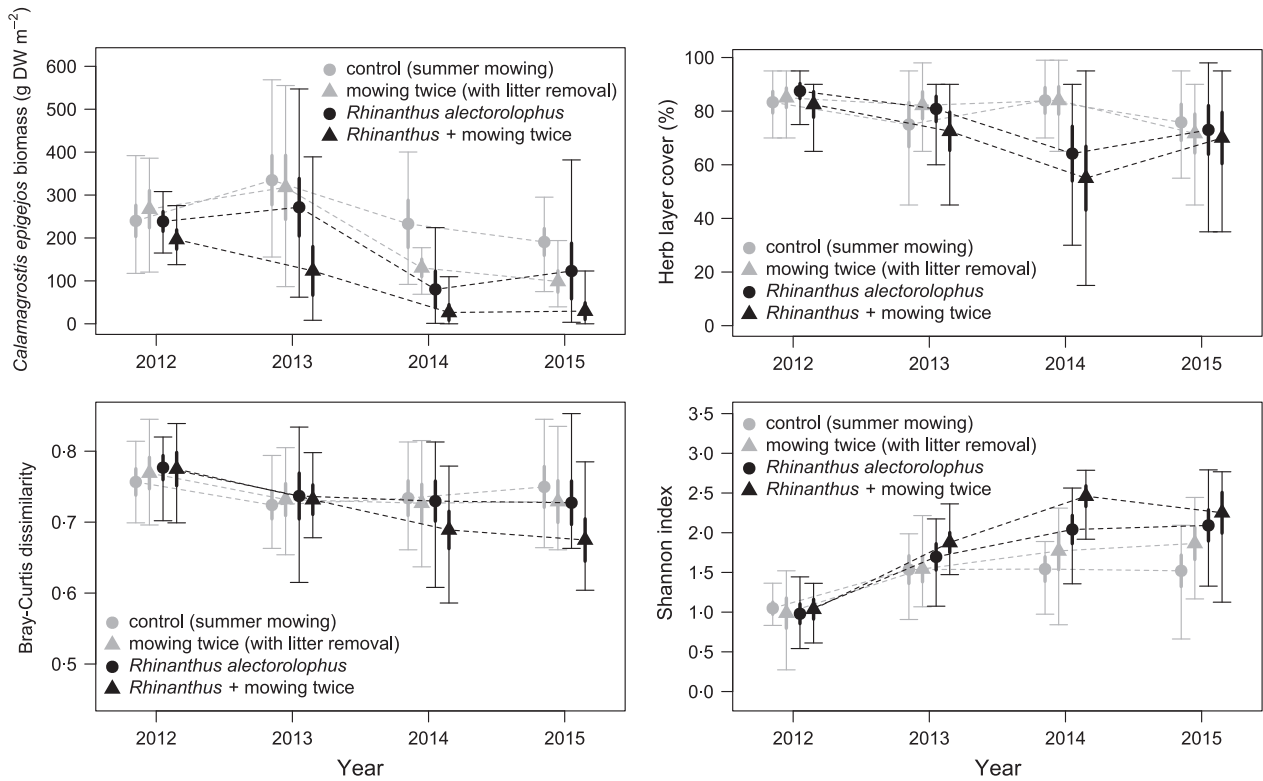 Calamagrostis epigejos biomass (g DW m−2)
600
500
400
300
200
100
0
control (summer mowing)
mowing twice (with litter removal)
Rhinanthus alectorolophus
Rhinanthus + mowing twice
2012 2013 2014 2015
Herb layer cover (%)
100
80
60
40
20
0
control (summer mowing)
mowing twice (with litter removal)
Rhinanthus alectorolophus
Rhinanthus + mowing twice
2012 2013 2014 2015
Bray-Curtis dissimilarity
0·8
0·7
0·6
0·5
control (summer mowing)
mowing twice (with litter removal)
Rhinanthus alectorolophus
Rhinanthus + mowing twice
2012 2013 2014 2015
Year
Shannon index
3·5
3·0
2·5
2·0
1·5
1·0
0·5
0·0
control (summer mowing)
mowing twice (with litter removal)
Rhinanthus alectorolophus
Rhinanthus + mowing twice
2012 2013 2014 2015
Year